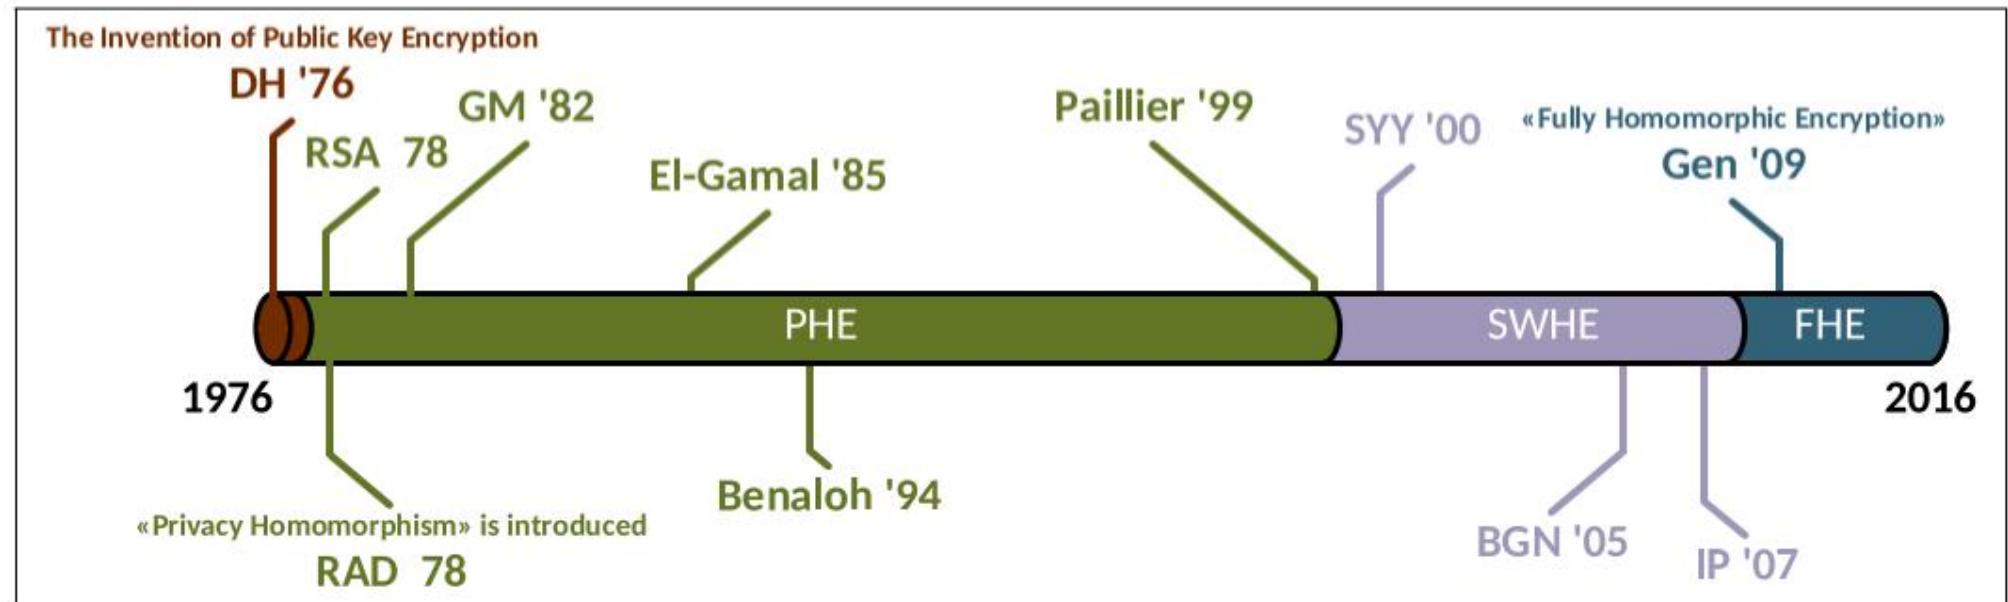 The Invention of Public Key Encryption
DH '76
GM '82
RSA  78
El-Gamal '85
Paillier '99
SYY '00
«Fully Homomorphic Encryption»
Gen '09
PHE
SWHE
FHE
1976
2016
«Privacy Homomorphism» is introduced
RAD  78
Benaloh '94
BGN '05
IP '07